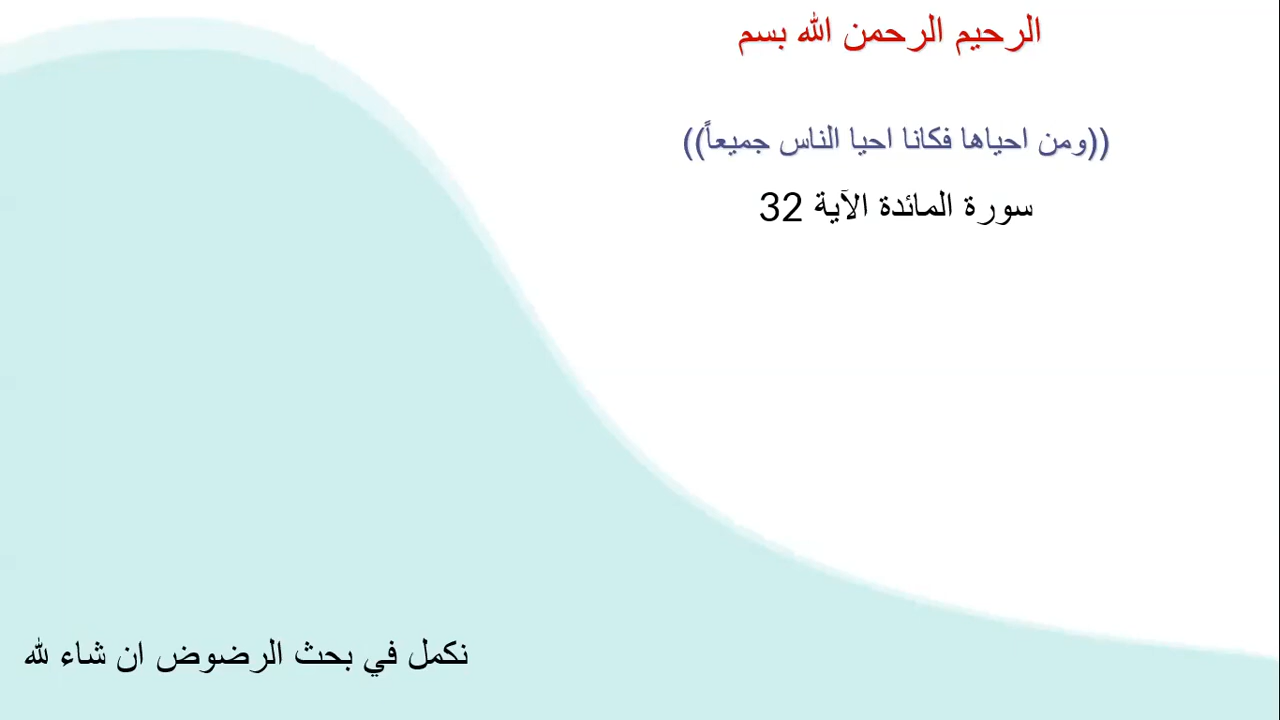 الرحيم الرحمن الله بسم
((ومن احياها فكانا احيا الناس جميعاً))
سورة المائدة الآية 32
نكمل في بحث الرضوض ان شاء لله